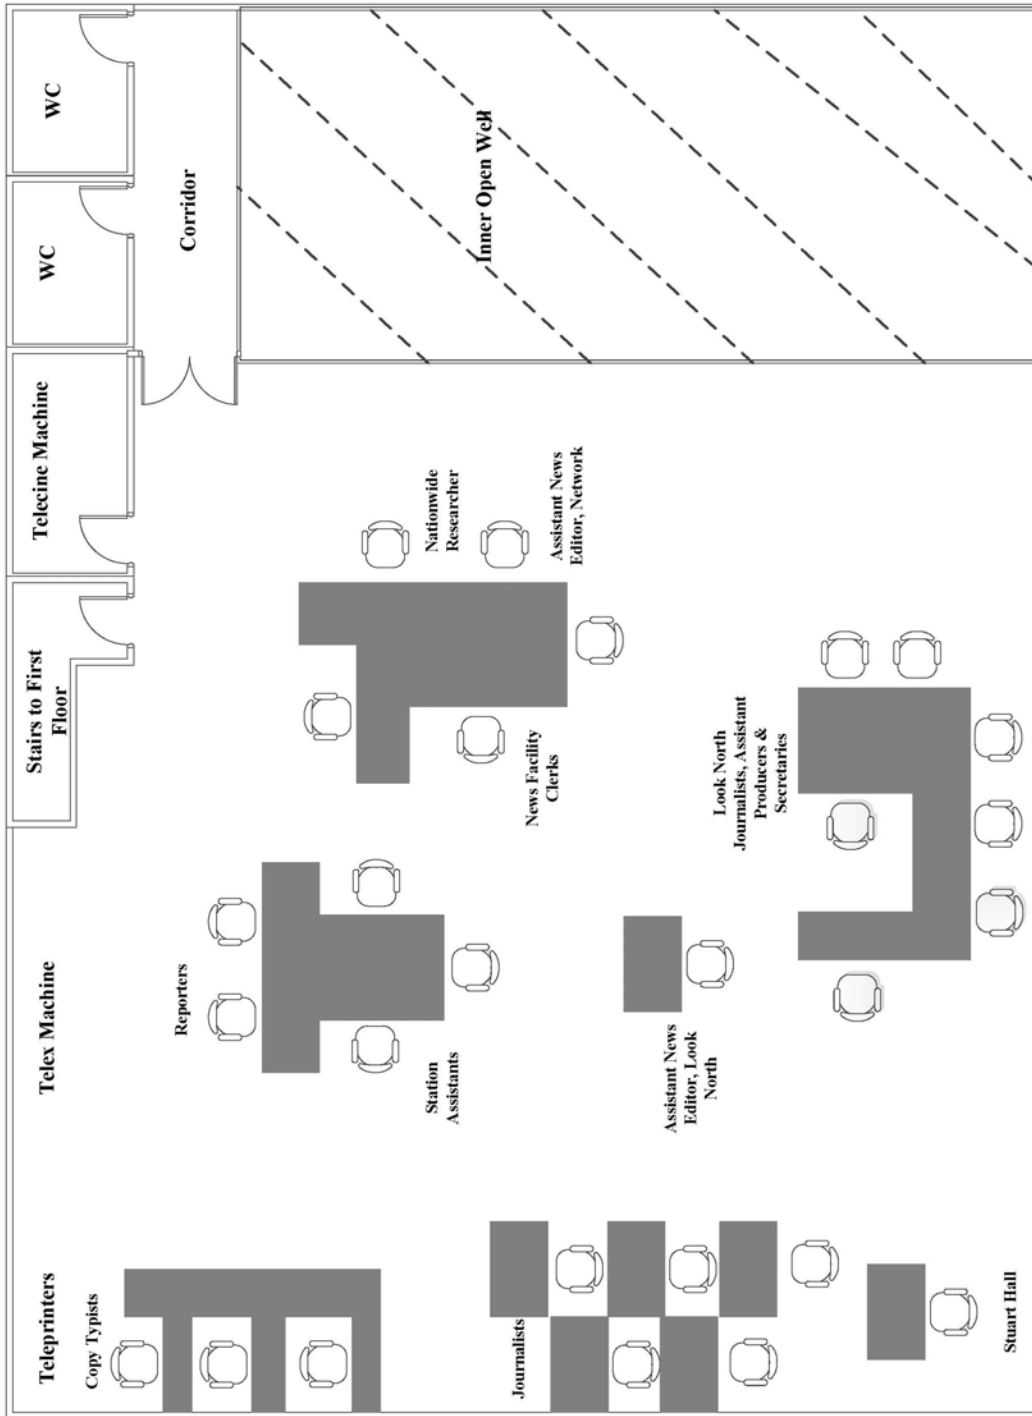 Teleprinters
Telex Machine
Stairs to First
Floor
Telecine Machine
WC
WC
Copy Typists
Reporters
Corridor
Station
Assistants
Nationwide
Researcher
Inner Open Well
Journalists
News Facility
Clerks
Assistant News
Editor, Network
Assistant News
Editor, Look
North
Look North
Journalists, Assistant
Producers &
Secretaries
Stuart Hall